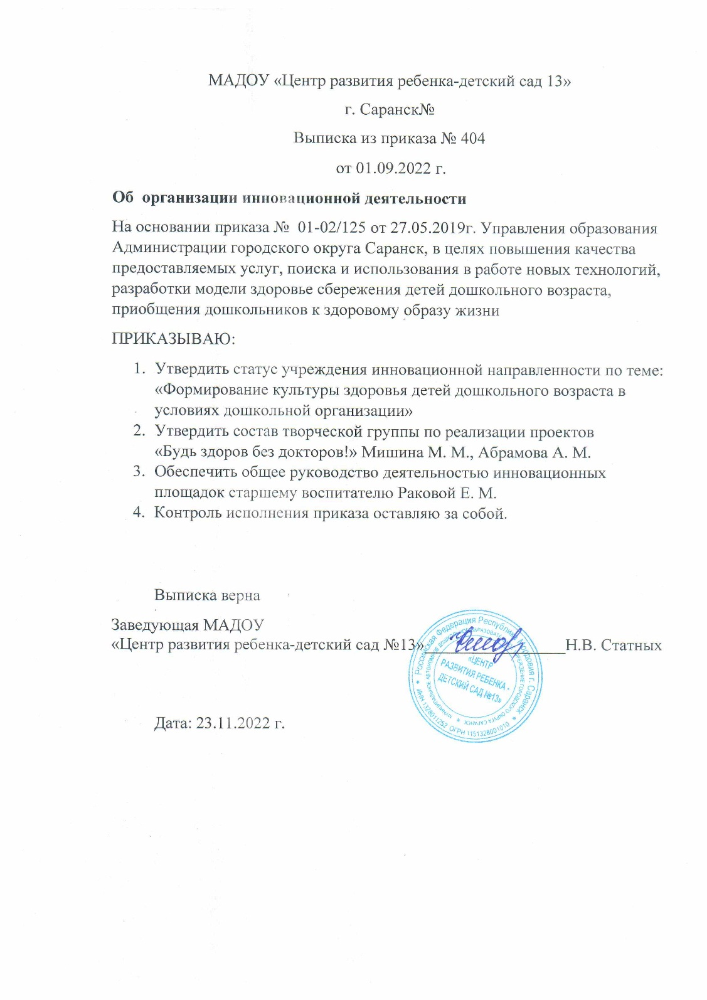 МАДОУ «Центр развития ребенка-детский сад 13»
г. Саранск№
Выписка из приказа № 404
от 01.09.2022 г.
Об организации инновационной деятельности
На основании приказа № 01-02/125 от 27.05.2019г. Управления образования
Администрации городского округа Саранск, в целях повышения качества
предоставляемых услуг, поиска и использования в работе новых технологий,
разработки модели здоровье сбережения детей дошкольного возраста,
приобщения дошкольников к здоровому образу жизни
ПРИКАЗЫВАЮ:
1. Утвердить статус учреждения инновационной направленности по теме:
«Формирование культуры здоровья детей дошкольного возраста в
условиях дошкольной организации»
2. Утвердить состав творческой группы по реализации проектов
«Будь здоров без докторов!» Мишина М. М., Абрамова А. М.
3. Обеспечить общее руководство деятельностью инновационных
площадок старшему воспитателю Раковой Е. М.
4. Контроль исполнения приказа оставляю за собой.
Выписка верна
Заведующая МАДОУ
«Центр развития ребенка-детский сад №13»________________Н.В. Статных
Российская Федерация Республика Мордовия г. Саранск
ИНН 1328011252 ОГРН 1151328001010
«ЦЕНТР
РАЗВИТИЯ РЕБЕНКА -
ДЕТСКИЙ САД №13»
Дата: 23.11.2022 г.